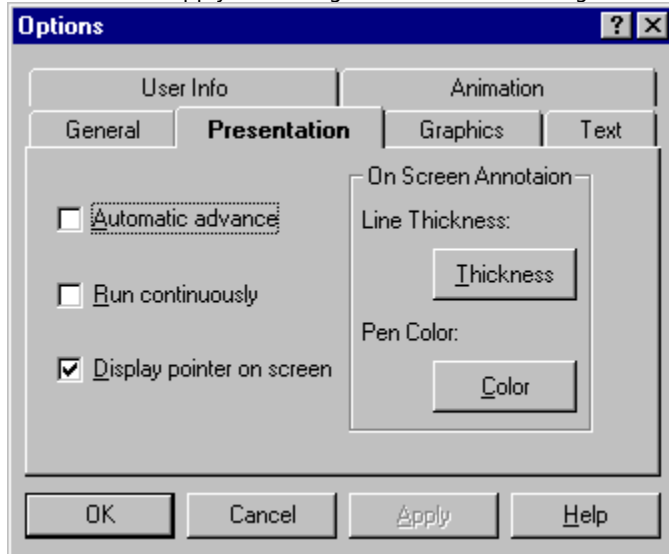 Options
User Info Animation
General Presentation Graphics Text
On Screen Annotaion
Automatic advance
Line Thickness:
Thickness
Run continuously
Pen Color:
Display pointer on screen
Color
OK Cancel Apply Help